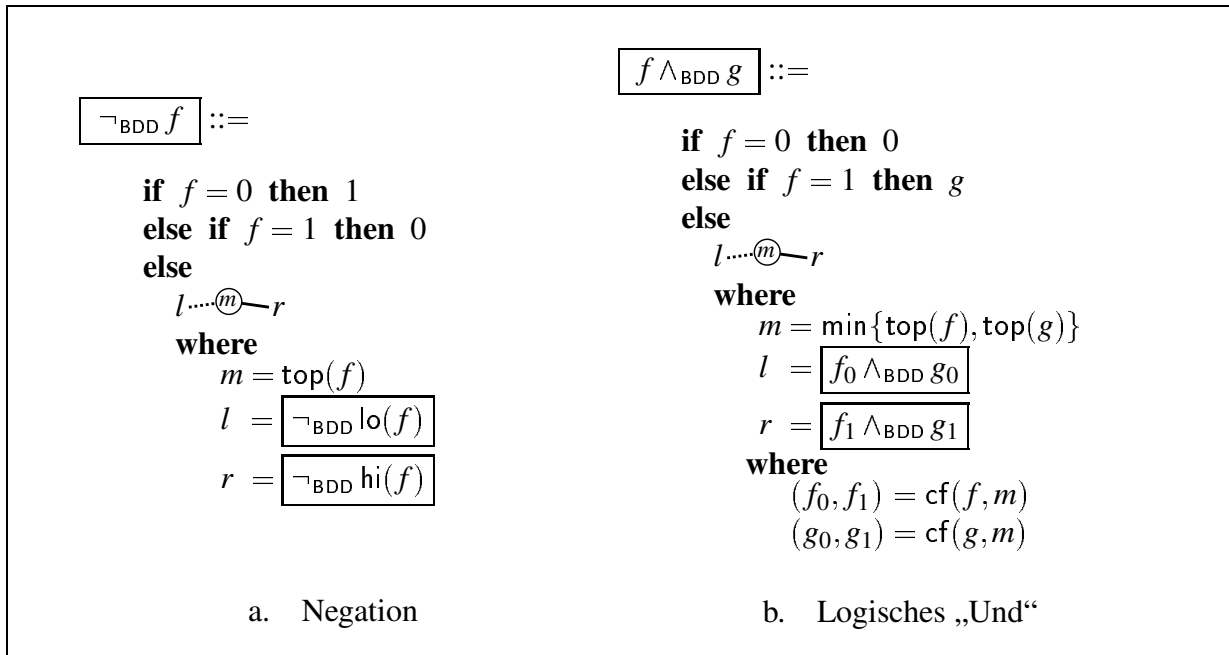 ¬BDD f ::=
if f = 0 then 1
else if f = 1 then 0
else
l m r
where
m = top(f)
l = ¬BDD lo(f)
r = ¬BDD hi(f)
a. Negation
f ∧BDD g ::=
if f = 0 then 0
else if f = 1 then g
else
l m r
where
m = min{top(f),top(g)}
l = f₀ ∧BDD g₀
r = f₁ ∧BDD g₁
where
(f₀, f₁) = cf(f,m)
(g₀,g₁) = cf(g,m)
b. Logisches „Und“